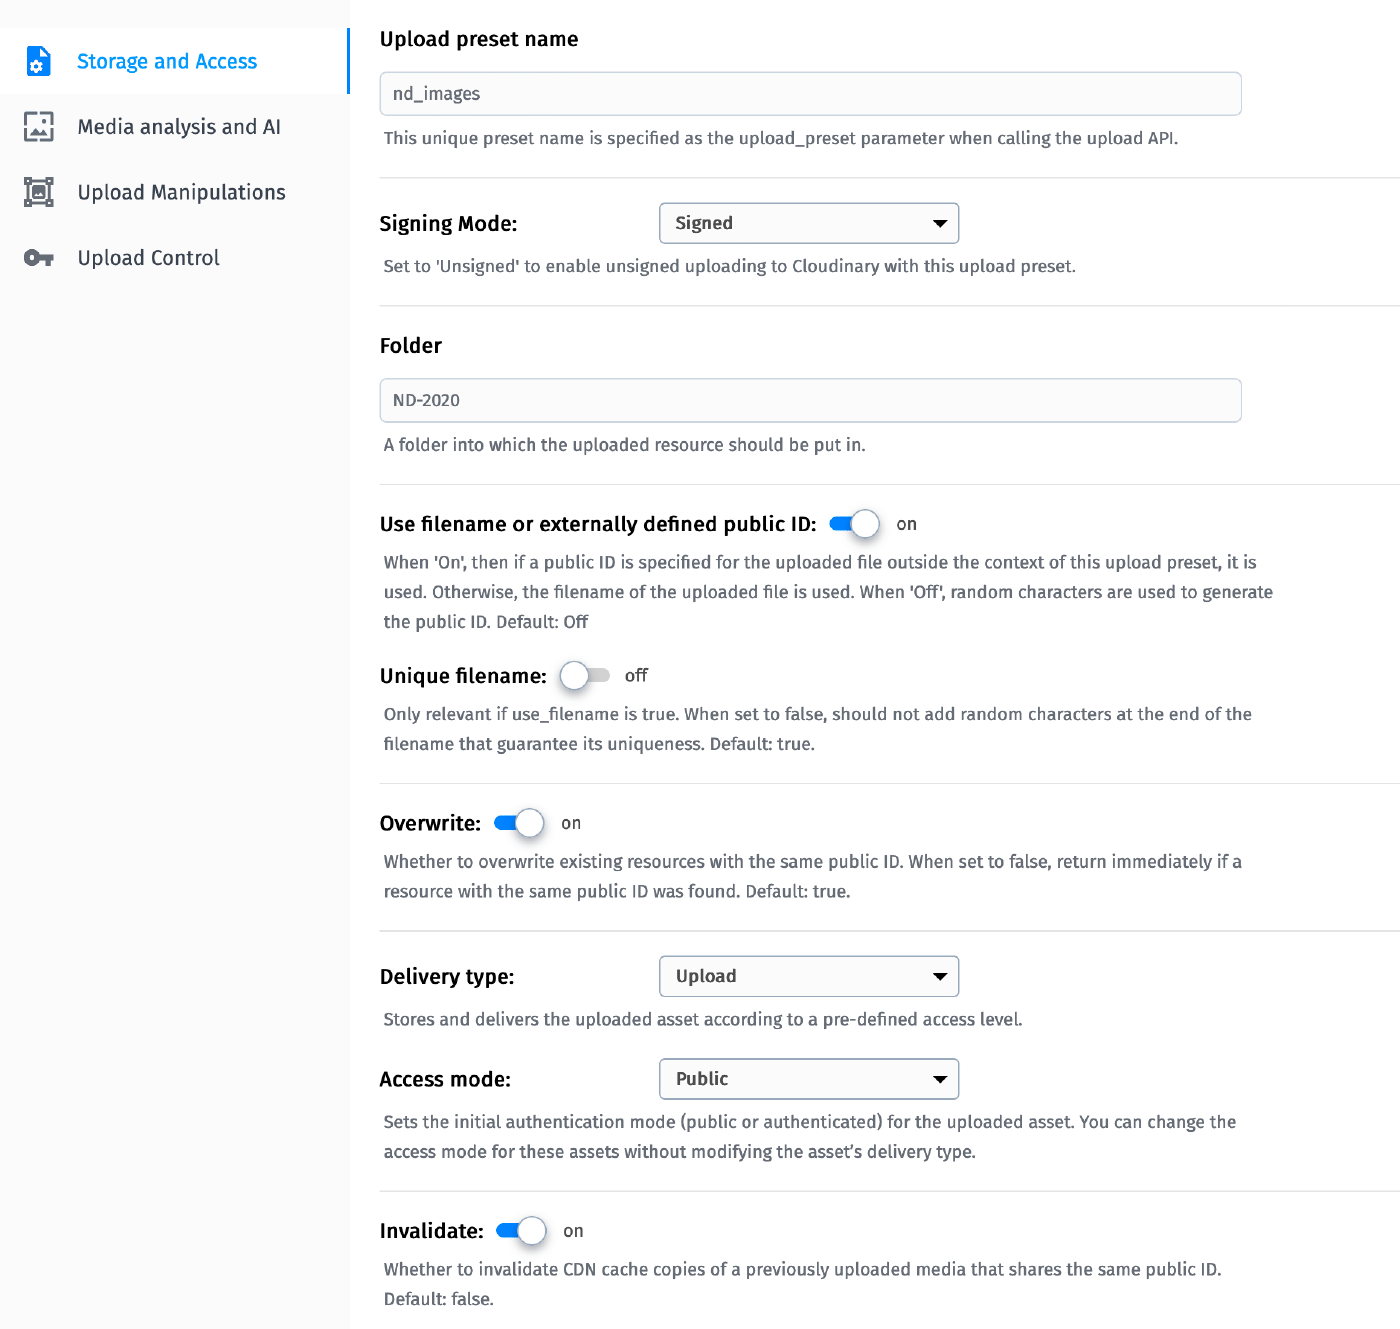 Storage and Access
Media analysis and AI
Upload Manipulations
Upload Control
Upload preset name
nd_images
This unique preset name is specified as the upload_preset parameter when calling the upload API.
Signing Mode:
Signed
Set to 'Unsigned' to enable unsigned uploading to Cloudinary with this upload preset.
Folder
ND-2020
A folder into which the uploaded resource should be put in.
Use filename or externally defined public ID: on
When 'On', then if a public ID is specified for the uploaded file outside the context of this upload preset, it is
used. Otherwise, the filename of the uploaded file is used. When 'Off', random characters are used to generate
the public ID. Default: Off
Unique filename: off
Only relevant if use_filename is true. When set to false, should not add random characters at the end of the
filename that guarantee its uniqueness. Default: true.
Overwrite: on
Whether to overwrite existing resources with the same public ID. When set to false, return immediately if a
resource with the same public ID was found. Default: true.
Delivery type:
Upload
Stores and delivers the uploaded asset according to a pre-defined access level.
Access mode:
Public
Sets the initial authentication mode (public or authenticated) for the uploaded asset. You can change the
access mode for these assets without modifying the asset’s delivery type.
Invalidate: on
Whether to invalidate CDN cache copies of a previously uploaded media that shares the same public ID.
Default: false.